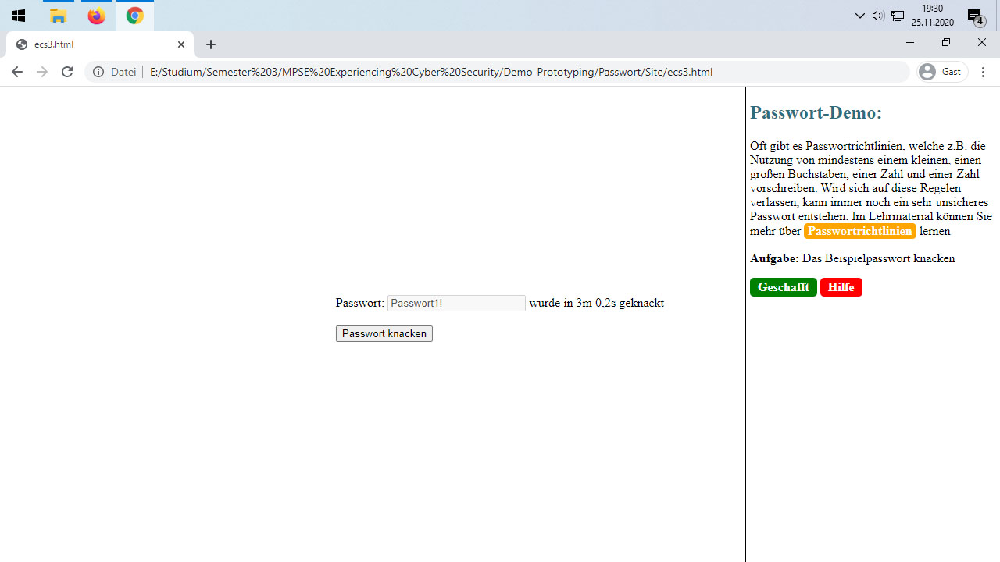 19:30
25.11.2020
4
ecs3.html
Datei
E:/Studium/Semester%203/MPSE%20Experiencing%20Cyber%20Security/Demo-Prototyping/Passwort/Site/ecs3.html
Gast
Passwort: Passwort1! wurde in 3m 0,2s geknackt
Passwort knacken
Passwort-Demo:
Oft gibt es Passwortrichtlinien, welche z.B. die
Nutzung von mindestens einem kleinen, einen
großen Buchstaben, einer Zahl und einer Zahl
vorschreiben. Wird sich auf diese Regelen
verlassen, kann immer noch ein sehr unsicheres
Passwort entstehen. Im Lehrmaterial können Sie
mehr über Passwortrichtlinien lernen
Aufgabe: Das Beispielpasswort knacken
Geschafft Hilfe